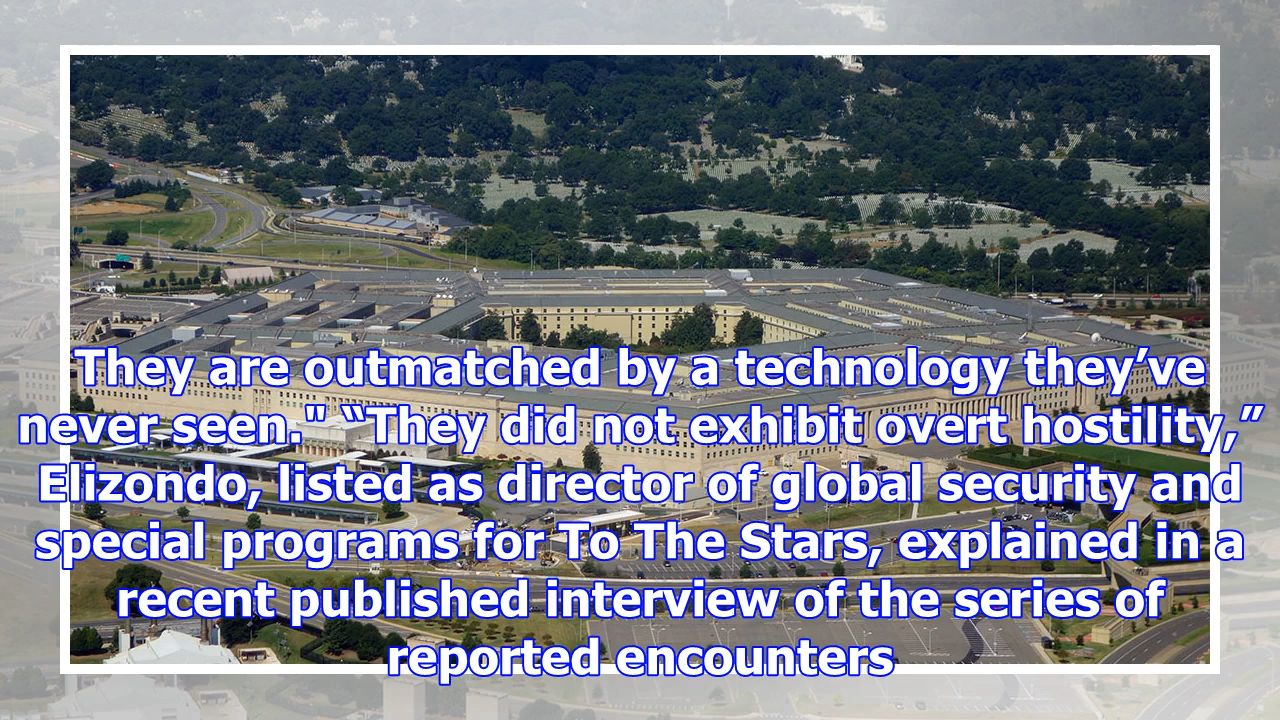 They are outmatched by a technology they’ve
never seen." “They did not exhibit overt hostility,”
Elizondo, listed as director of global security and
special programs for To The Stars, explained in a
recent published interview of the series of
reported encounters